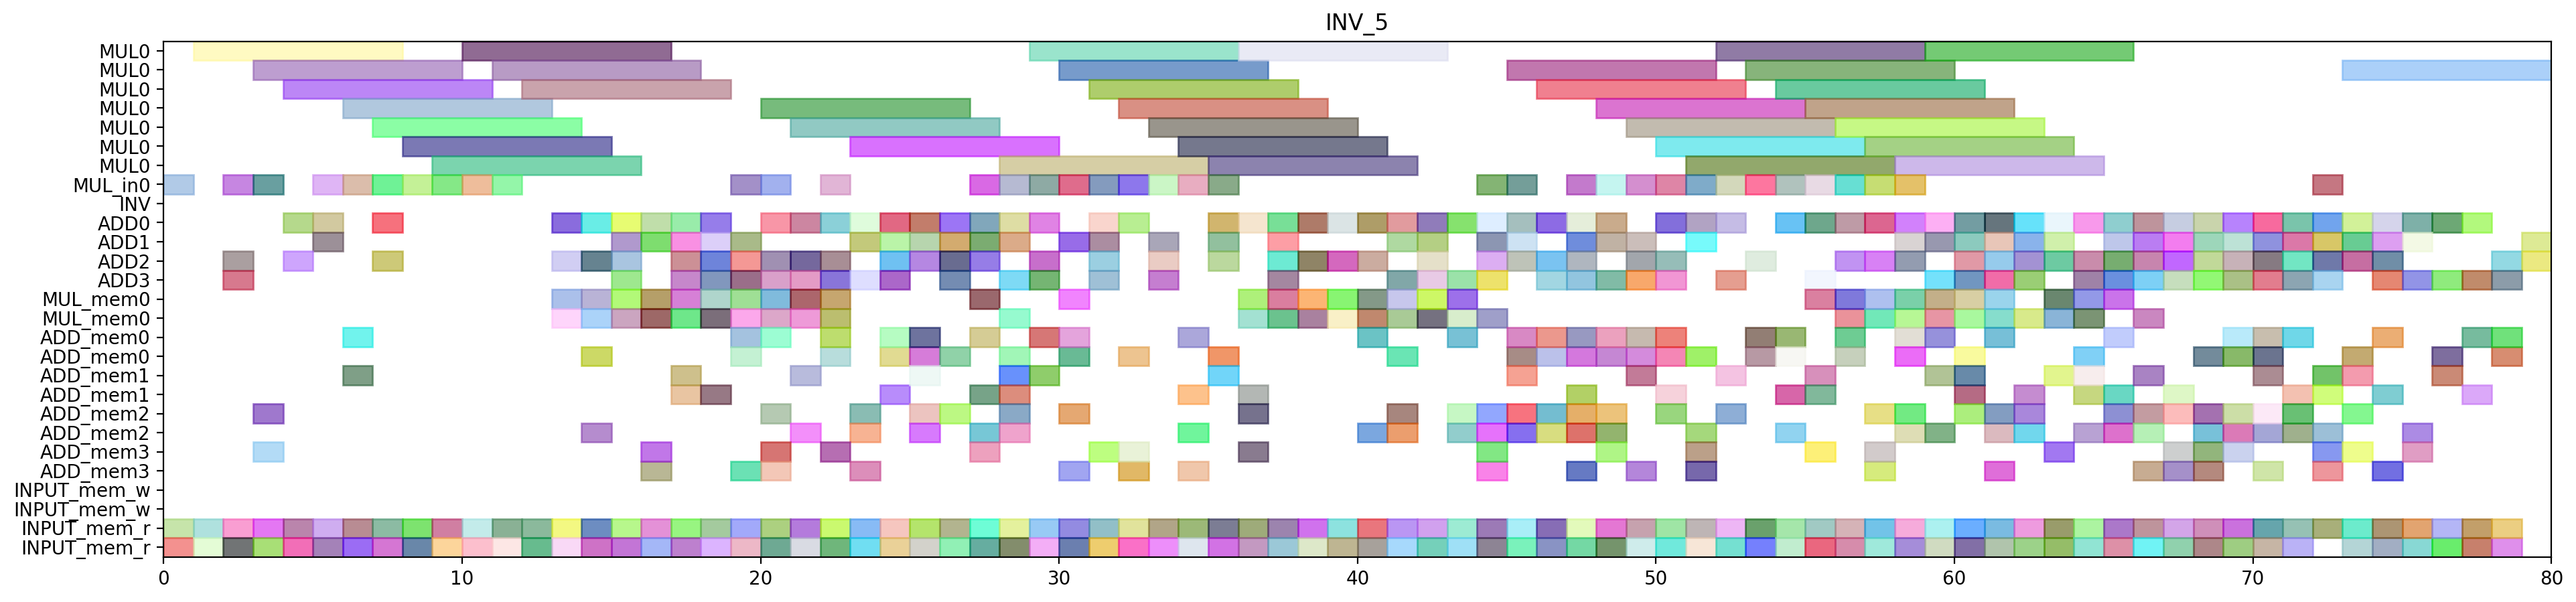 INV_5
MUL0
MUL0
MUL0
MUL0
MUL0
MUL0
MUL0
MUL_in0
INV
ADD0
ADD1
ADD2
ADD3
MUL_mem0
MUL_mem0
ADD_mem0
ADD_mem0
ADD_mem1
ADD_mem1
ADD_mem2
ADD_mem2
ADD_mem3
ADD_mem3
INPUT_mem_w
INPUT_mem_w
INPUT_mem_r
INPUT_mem_r
0 10 20 30 40 50 60 70 80